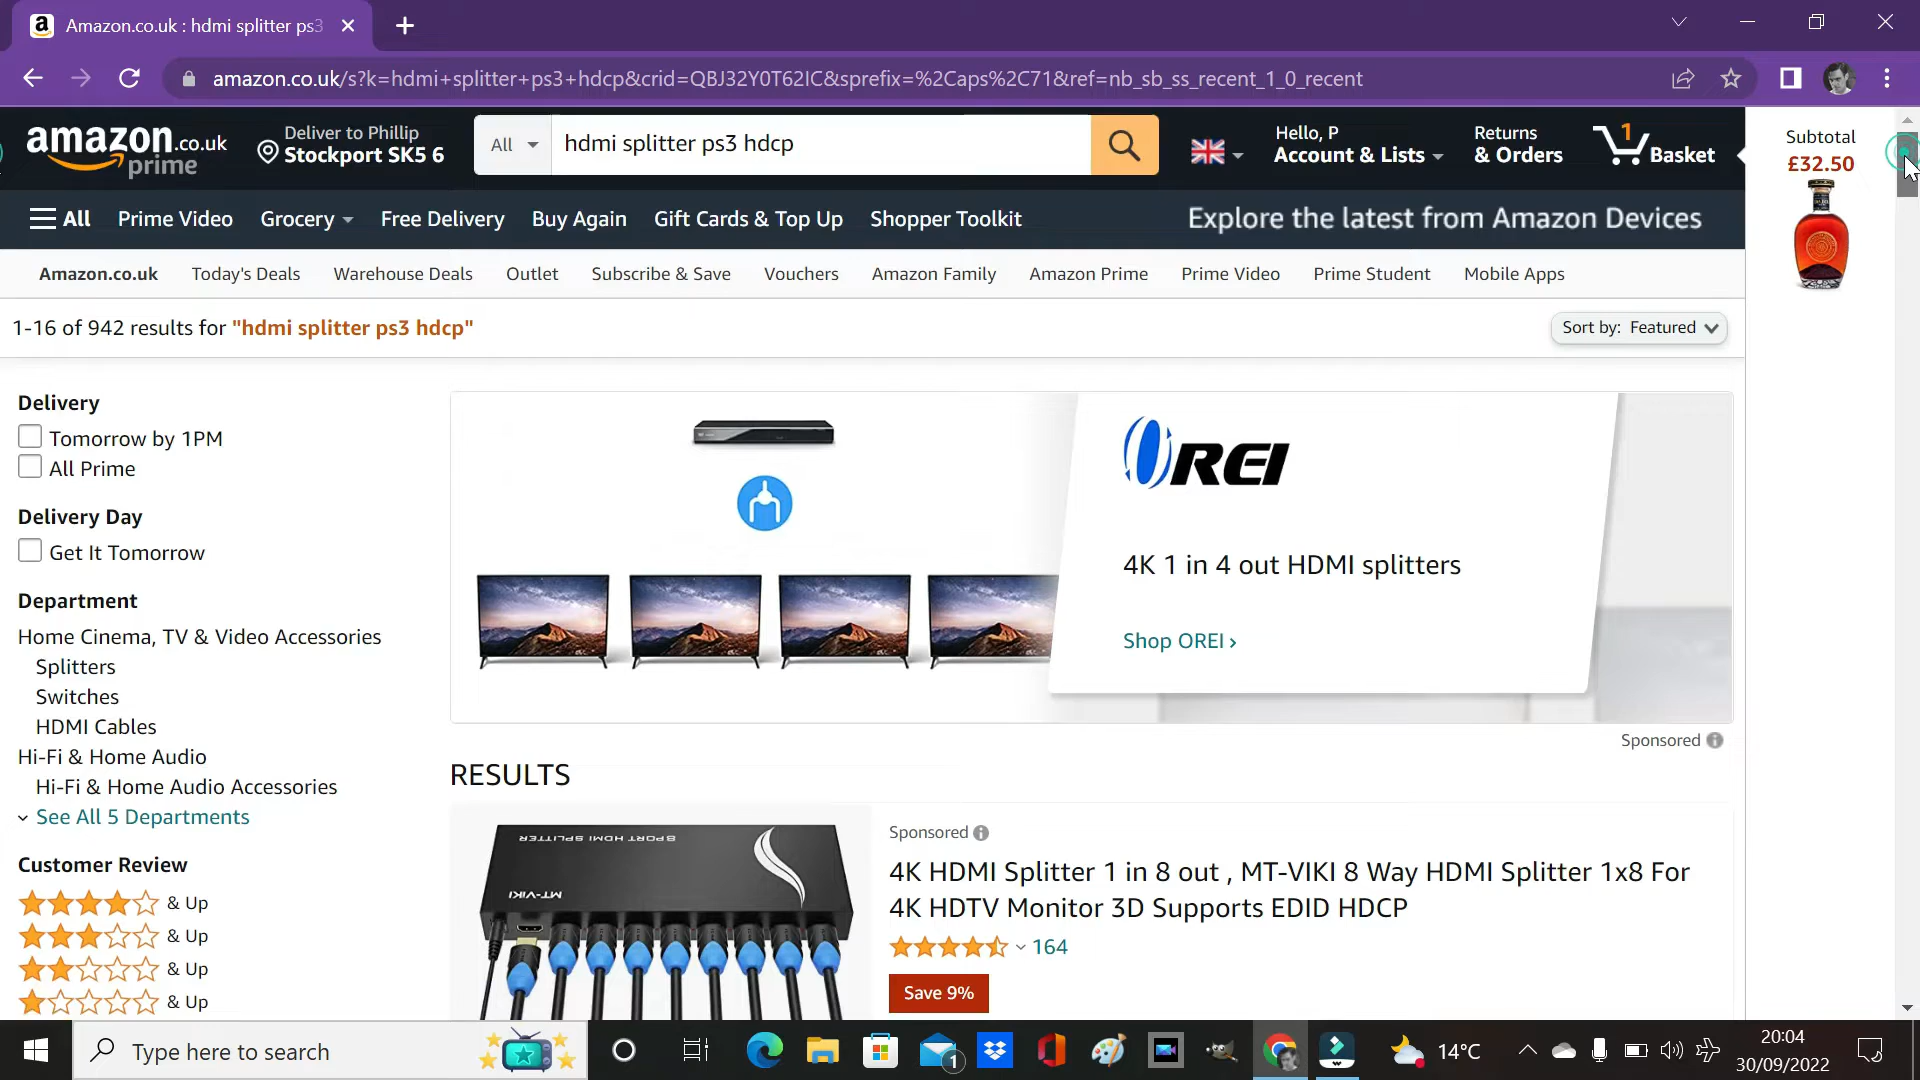 Amazon.co.uk : hdmi splitter ps3
amazon.co.uk/s?k=hdmi+splitter+ps3+hdcp&crid=QBJ32Y0T62IC&sprefix=%2Caps%2C71&ref=nb_sb_ss_recent_1_0_recent
amazon.co.uk
prime
Deliver to Phillip
Stockport SK5 6
All
hdmi splitter ps3 hdcp
Hello, P
Account & Lists
Returns
& Orders
1
Basket
Subtotal
£32.50
All
Prime Video
Grocery
Free Delivery
Buy Again
Gift Cards & Top Up
Shopper Toolkit
Explore the latest from Amazon Devices
Amazon.co.uk
Today's Deals
Warehouse Deals
Outlet
Subscribe & Save
Vouchers
Amazon Family
Amazon Prime
Prime Video
Prime Student
Mobile Apps
1-16 of 942 results for "hdmi splitter ps3 hdcp"
Sort by: Featured
Delivery
Tomorrow by 1PM
All Prime
Delivery Day
Get It Tomorrow
Department
Home Cinema, TV & Video Accessories
Splitters
Switches
HDMI Cables
Hi-Fi & Home Audio
Hi-Fi & Home Audio Accessories
See All 5 Departments
Customer Review
& Up
& Up
& Up
& Up
OREI
4K 1 in 4 out HDMI splitters
Shop OREI ›
Sponsored
RESULTS
8 PORT HDMI SPLITTER
MT-VIKI
Sponsored
4K HDMI Splitter 1 in 8 out , MT-VIKI 8 Way HDMI Splitter 1x8 For
4K HDTV Monitor 3D Supports EDID HDCP
164
Save 9%
Type here to search
1
14°C
20:04
30/09/2022